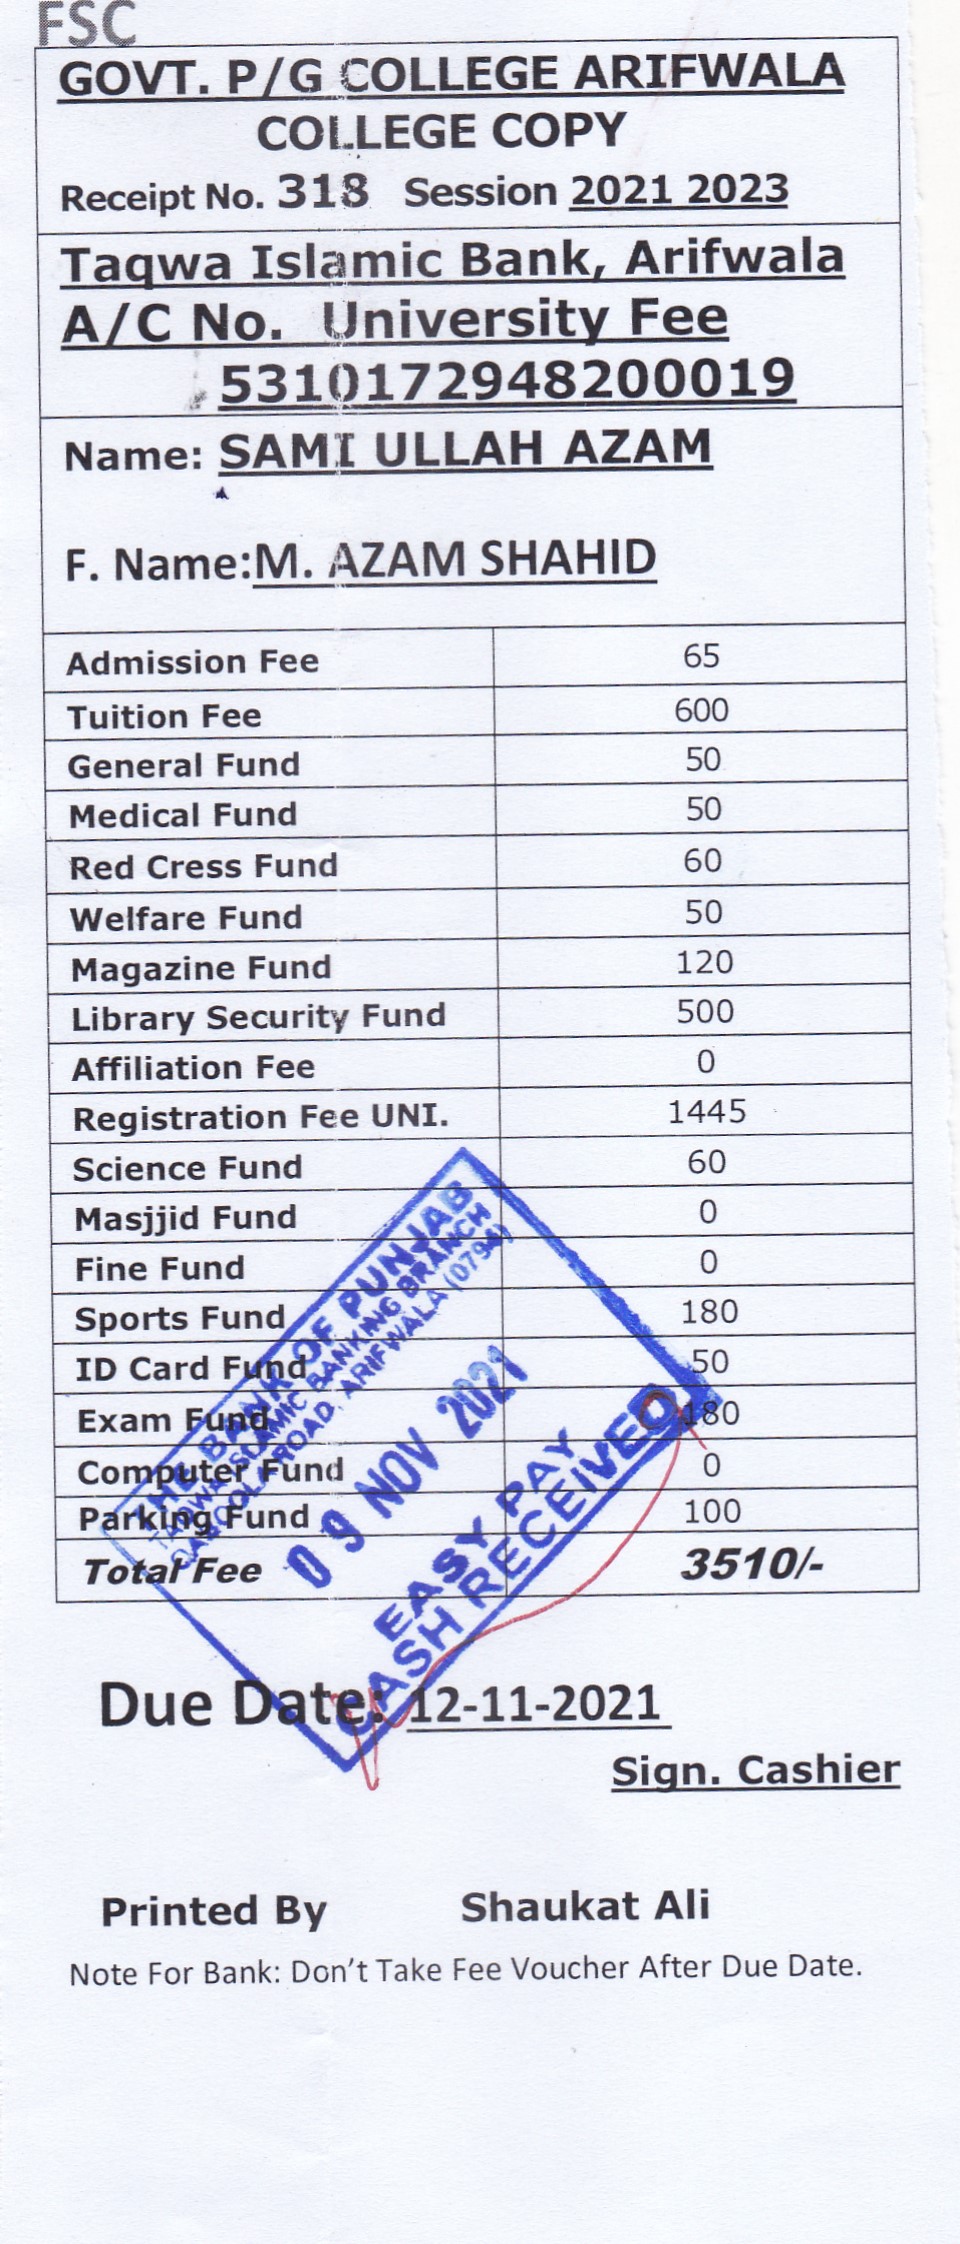 FSC
GOVT. P/G COLLEGE ARIFWALA
COLLEGE COPY
Receipt No. 318 Session 2021 2023
Taqwa Islamic Bank, Arifwala
A/C No. University Fee
5310172948200019
Name: SAMI ULLAH AZAM
F. Name:M. AZAM SHAHID
Admission Fee 65
Tuition Fee 600
General Fund 50
Medical Fund 50
Red Cress Fund 60
Welfare Fund 50
Magazine Fund 120
Library Security Fund 500
Affiliation Fee 0
Registration Fee UNI. 1445
Science Fund 60
Masjjid Fund 0
Fine Fund 0
Sports Fund 180
ID Card Fund 50
Exam Fund 180
Computer Fund 0
Parking Fund 100
Total Fee 3510/-
THE BANK OF PUNJAB
TAQWA ISLAMIC BANKING BRANCH
QABOOLA ROAD, ARIFWALA (0794)
09 NOV 2021
EASY PAY
CASH RECEIVED
Due Date: 12-11-2021
Sign. Cashier
Printed By Shaukat Ali
Note For Bank: Don't Take Fee Voucher After Due Date.